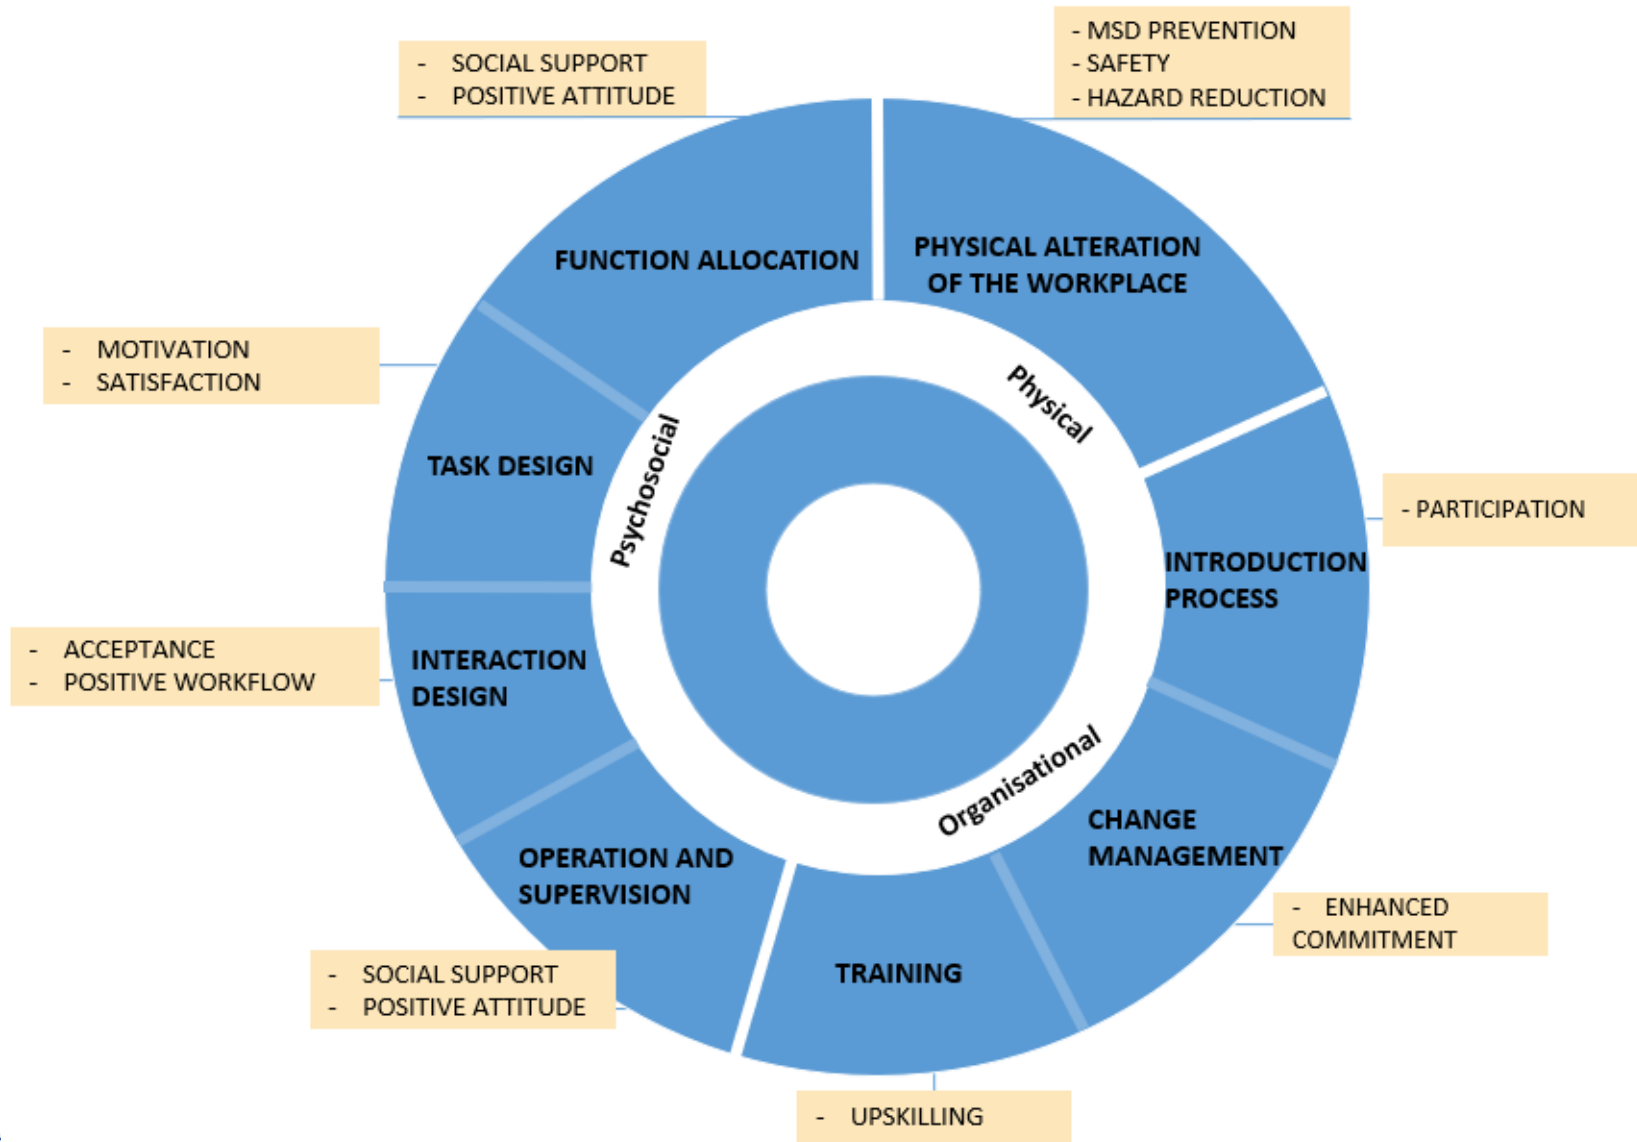 - MSD PREVENTION
- SAFETY
- HAZARD REDUCTION
- SOCIAL SUPPORT
- POSITIVE ATTITUDE
FUNCTION ALLOCATION
PHYSICAL ALTERATION
OF THE WORKPLACE
- MOTIVATION
- SATISFACTION
Physical
TASK DESIGN
Psychosocial
- PARTICIPATION
INTRODUCTION
PROCESS
- ACCEPTANCE
- POSITIVE WORKFLOW
INTERACTION
DESIGN
Organisational
CHANGE
MANAGEMENT
OPERATION AND
SUPERVISION
- ENHANCED
COMMITMENT
- SOCIAL SUPPORT
- POSITIVE ATTITUDE
TRAINING
- UPSKILLING